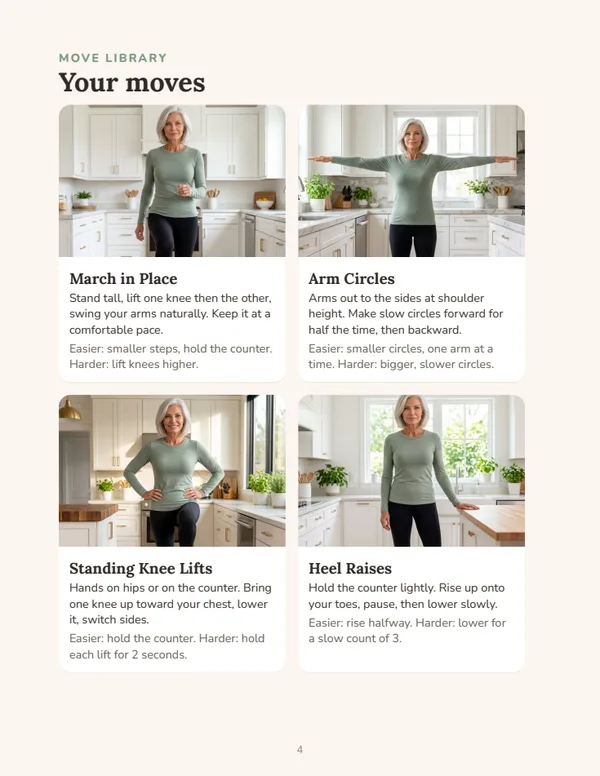 MOVE LIBRARY
Your moves
March in Place
Stand tall, lift one knee then the other,
swing your arms naturally. Keep it at a
comfortable pace.
Easier: smaller steps, hold the counter.
Harder: lift knees higher.
Arm Circles
Arms out to the sides at shoulder
height. Make slow circles forward for
half the time, then backward.
Easier: smaller circles, one arm at a
time. Harder: bigger, slower circles.
Standing Knee Lifts
Hands on hips or on the counter. Bring
one knee up toward your chest, lower
it, switch sides.
Easier: hold the counter. Harder: hold
each lift for 2 seconds.
Heel Raises
Hold the counter lightly. Rise up onto
your toes, pause, then lower slowly.
Easier: rise halfway. Harder: lower for
a slow count of 3.
4